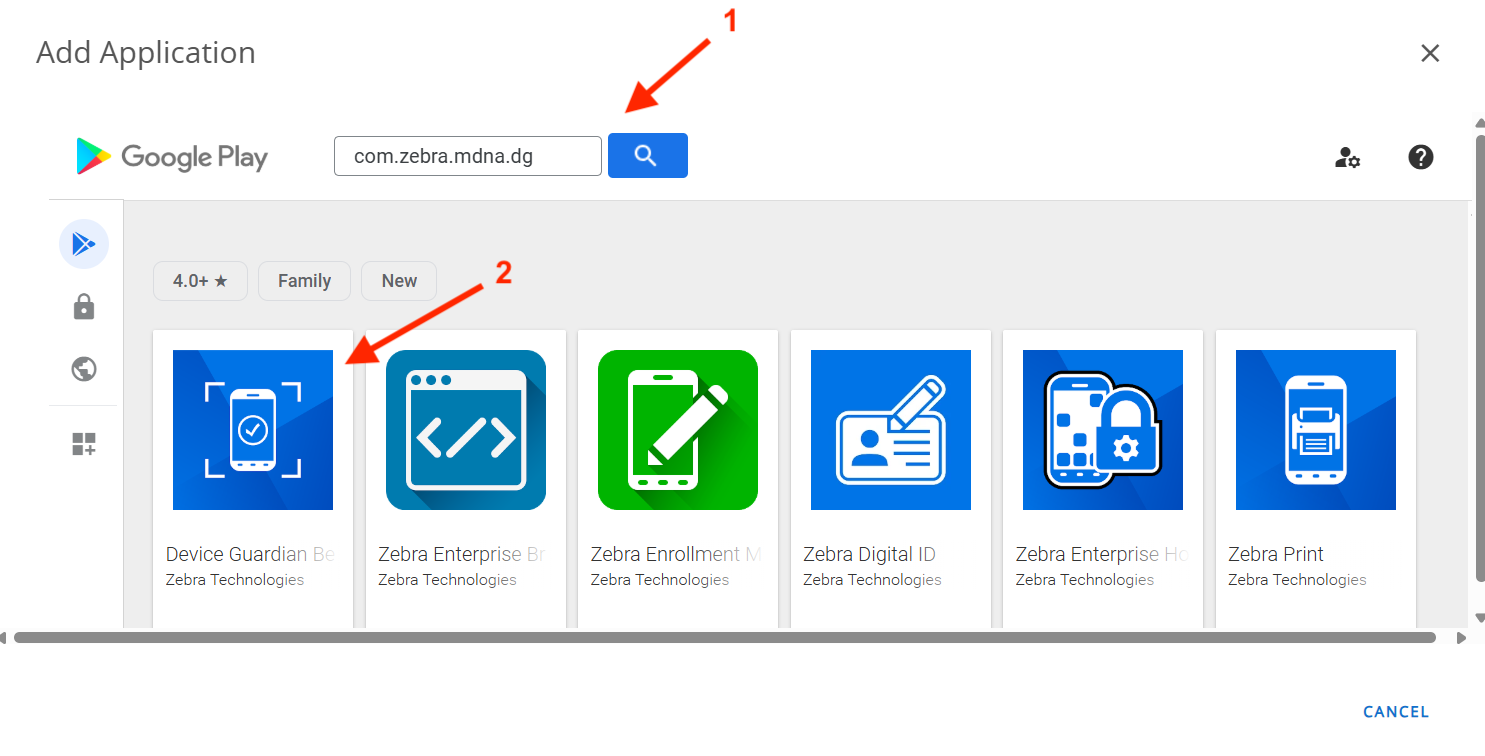 1
Add Application
Google Play
com.zebra.mdna.dg
2
4.0+ ★
Family
New
Device Guardian Be
Zebra Technologies
Zebra Enterprise Br
Zebra Technologies
Zebra Enrollment M
Zebra Technologies
Zebra Digital ID
Zebra Technologies
Zebra Enterprise Ho
Zebra Technologies
Zebra Print
Zebra Technologies
CANCEL